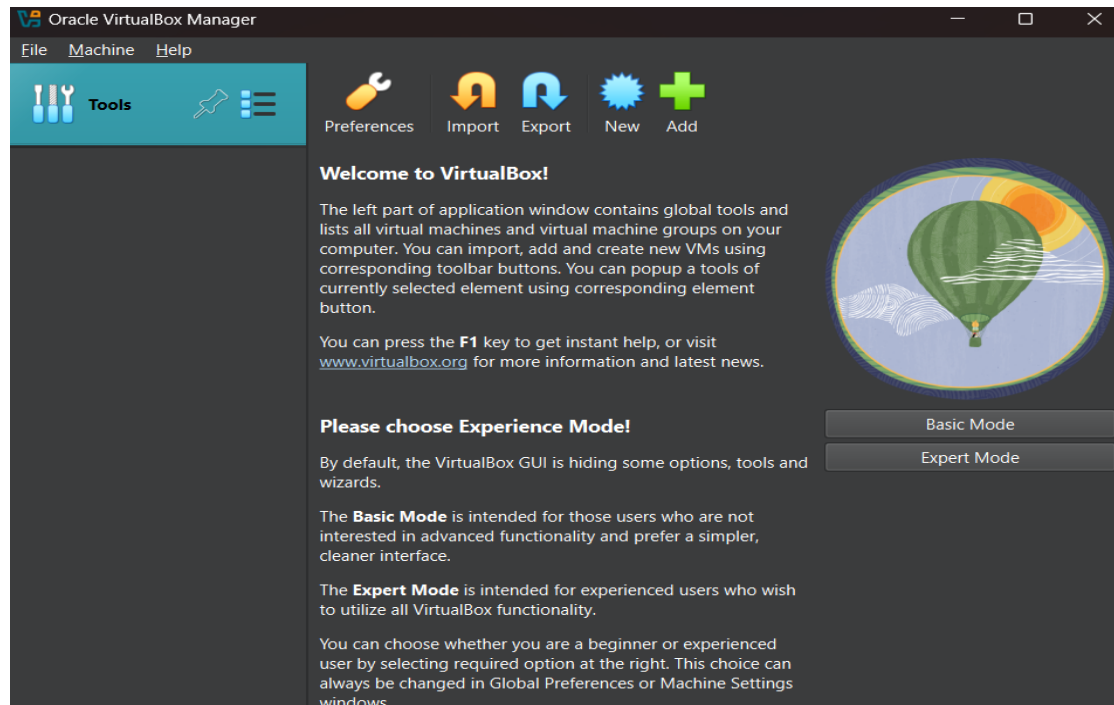 Oracle VirtualBox Manager
File Machine Help
Tools
Preferences Import Export New Add
Welcome to VirtualBox!
The left part of application window contains global tools and
lists all virtual machines and virtual machine groups on your
computer. You can import, add and create new VMs using
corresponding toolbar buttons. You can popup a tools of
currently selected element using corresponding element
button.
You can press the F1 key to get instant help, or visit
www.virtualbox.org for more information and latest news.
Please choose Experience Mode!
By default, the VirtualBox GUI is hiding some options, tools and
wizards.
The Basic Mode is intended for those users who are not
interested in advanced functionality and prefer a simpler,
cleaner interface.
The Expert Mode is intended for experienced users who wish
to utilize all VirtualBox functionality.
You can choose whether you are a beginner or experienced
user by selecting required option at the right. This choice can
always be changed in Global Preferences or Machine Settings
windows.
Basic Mode
Expert Mode